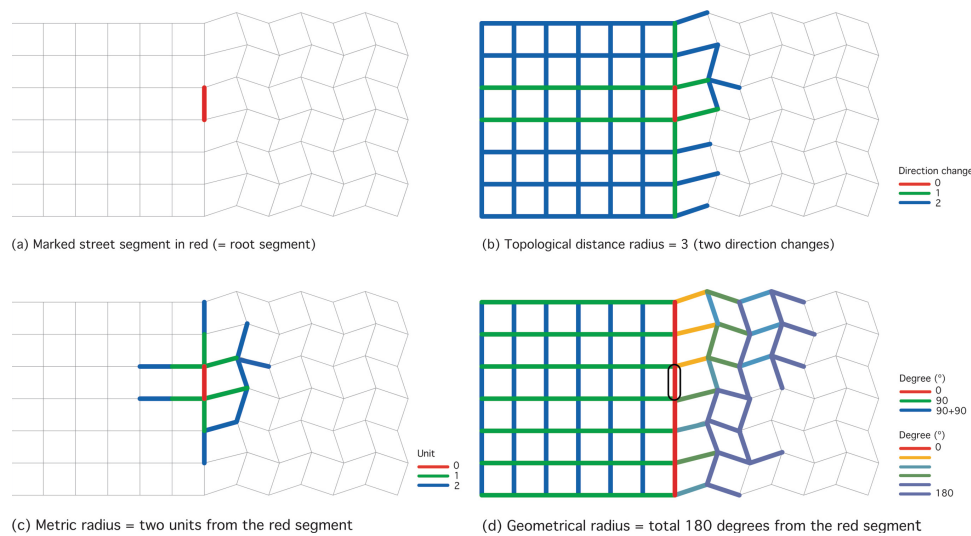 (a) Marked street segment in red (= root segment)
Direction change
0
1
2
(b) Topological distance radius = 3 (two direction changes)
Unit
0
1
2
(c) Metric radius = two units from the red segment
Degree (°)
0
90
90+90
Degree (°)
0
180
(d) Geometrical radius = total 180 degrees from the red segment